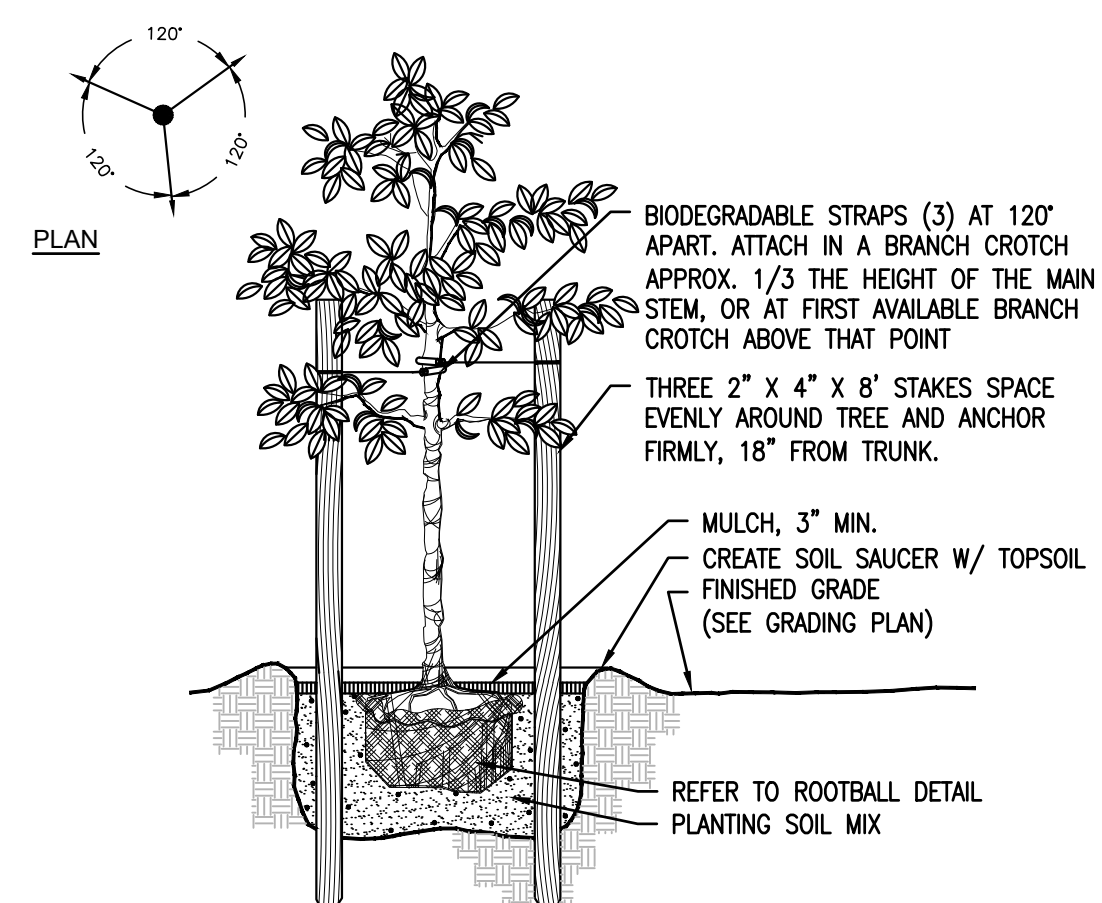 120°
120°
120°
PLAN
BIODEGRADABLE STRAPS (3) AT 120°
APART. ATTACH IN A BRANCH CROTCH
APPROX. 1/3 THE HEIGHT OF THE MAIN
STEM, OR AT FIRST AVAILABLE BRANCH
CROTCH ABOVE THAT POINT
THREE 2" X 4" X 8' STAKES SPACE
EVENLY AROUND TREE AND ANCHOR
FIRMLY, 18" FROM TRUNK.
MULCH, 3" MIN.
CREATE SOIL SAUCER W/ TOPSOIL
FINISHED GRADE
(SEE GRADING PLAN)
REFER TO ROOTBALL DETAIL
PLANTING SOIL MIX